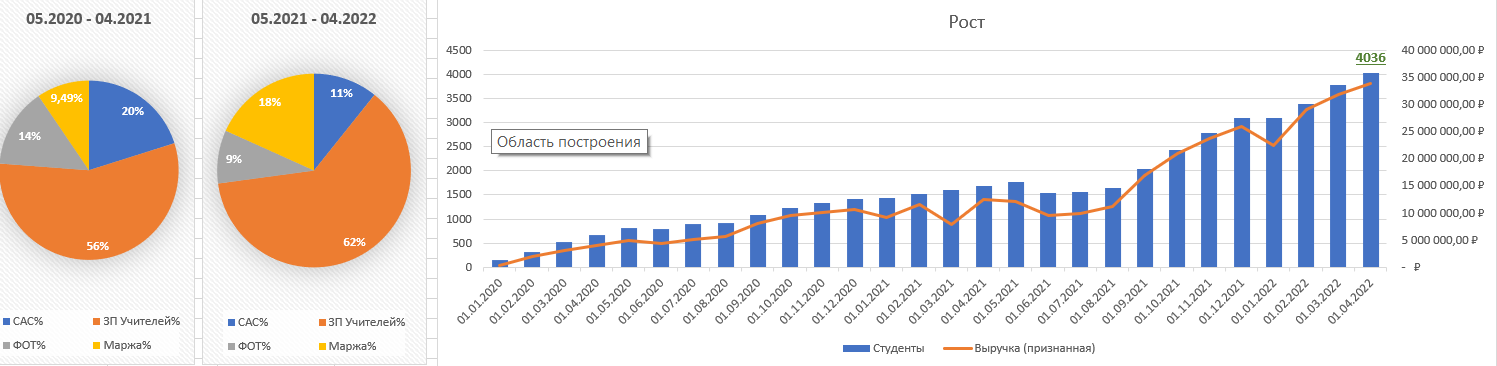 05.2020 - 04.2021
9,49%
20%
14%
56%
CAC%
ЗП Учителей%
ФОТ%
Маржа%
05.2021 - 04.2022
18%
11%
9%
62%
CAC%
ЗП Учителей%
ФОТ%
Маржа%
Рост
4500
4000
3500
3000
2500
2000
1500
1000
500
0
Область построения
4036
40 000 000,00 ₽
35 000 000,00 ₽
30 000 000,00 ₽
25 000 000,00 ₽
20 000 000,00 ₽
15 000 000,00 ₽
10 000 000,00 ₽
5 000 000,00 ₽
- ₽
01.01.2020
01.02.2020
01.03.2020
01.04.2020
01.05.2020
01.06.2020
01.07.2020
01.08.2020
01.09.2020
01.10.2020
01.11.2020
01.12.2020
01.01.2021
01.02.2021
01.03.2021
01.04.2021
01.05.2021
01.06.2021
01.07.2021
01.08.2021
01.09.2021
01.10.2021
01.11.2021
01.12.2021
01.01.2022
01.02.2022
01.03.2022
01.04.2022
Студенты
Выручка (признанная)